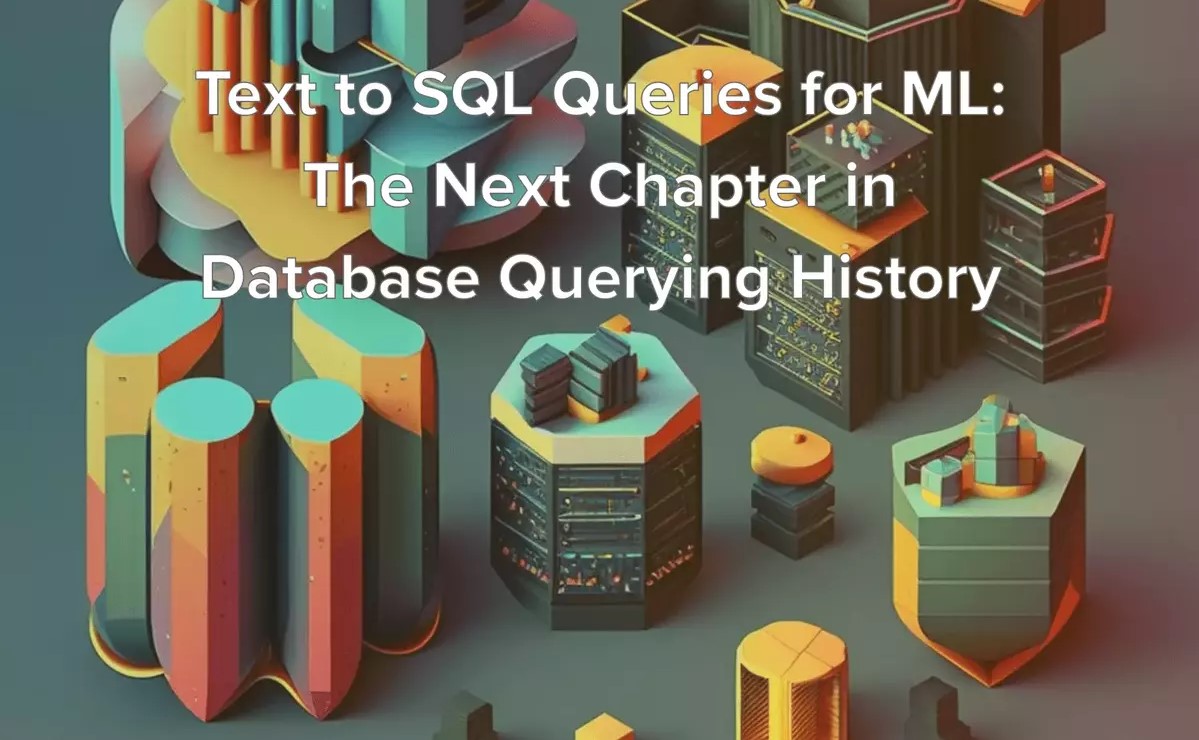 Text to SQL Queries for ML:
The Next Chapter in
Database Querying History